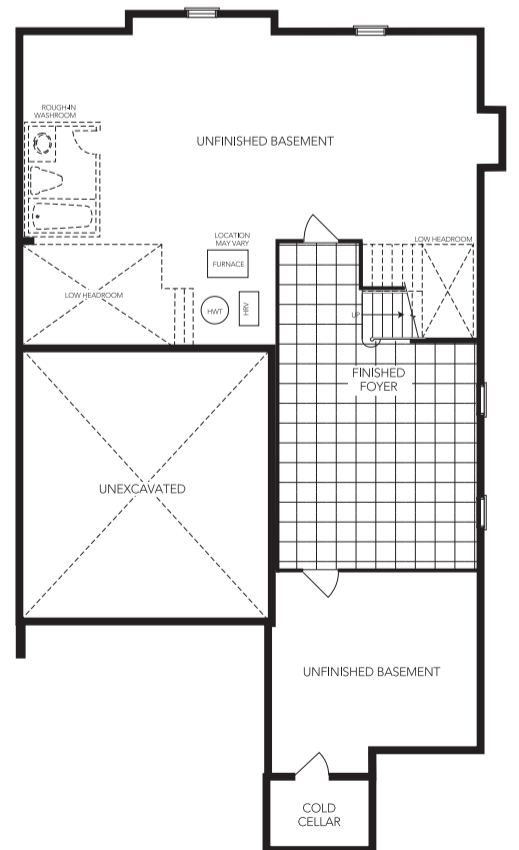 ROUGH-IN
WASHROOM
UNFINISHED BASEMENT
LOCATION
MAY VARY
FURNACE
LOW HEADROOM
LOW HEADROOM
HWT
HRV
UP
FINISHED
FOYER
UNEXCAVATED
UNFINISHED BASEMENT
COLD
CELLAR